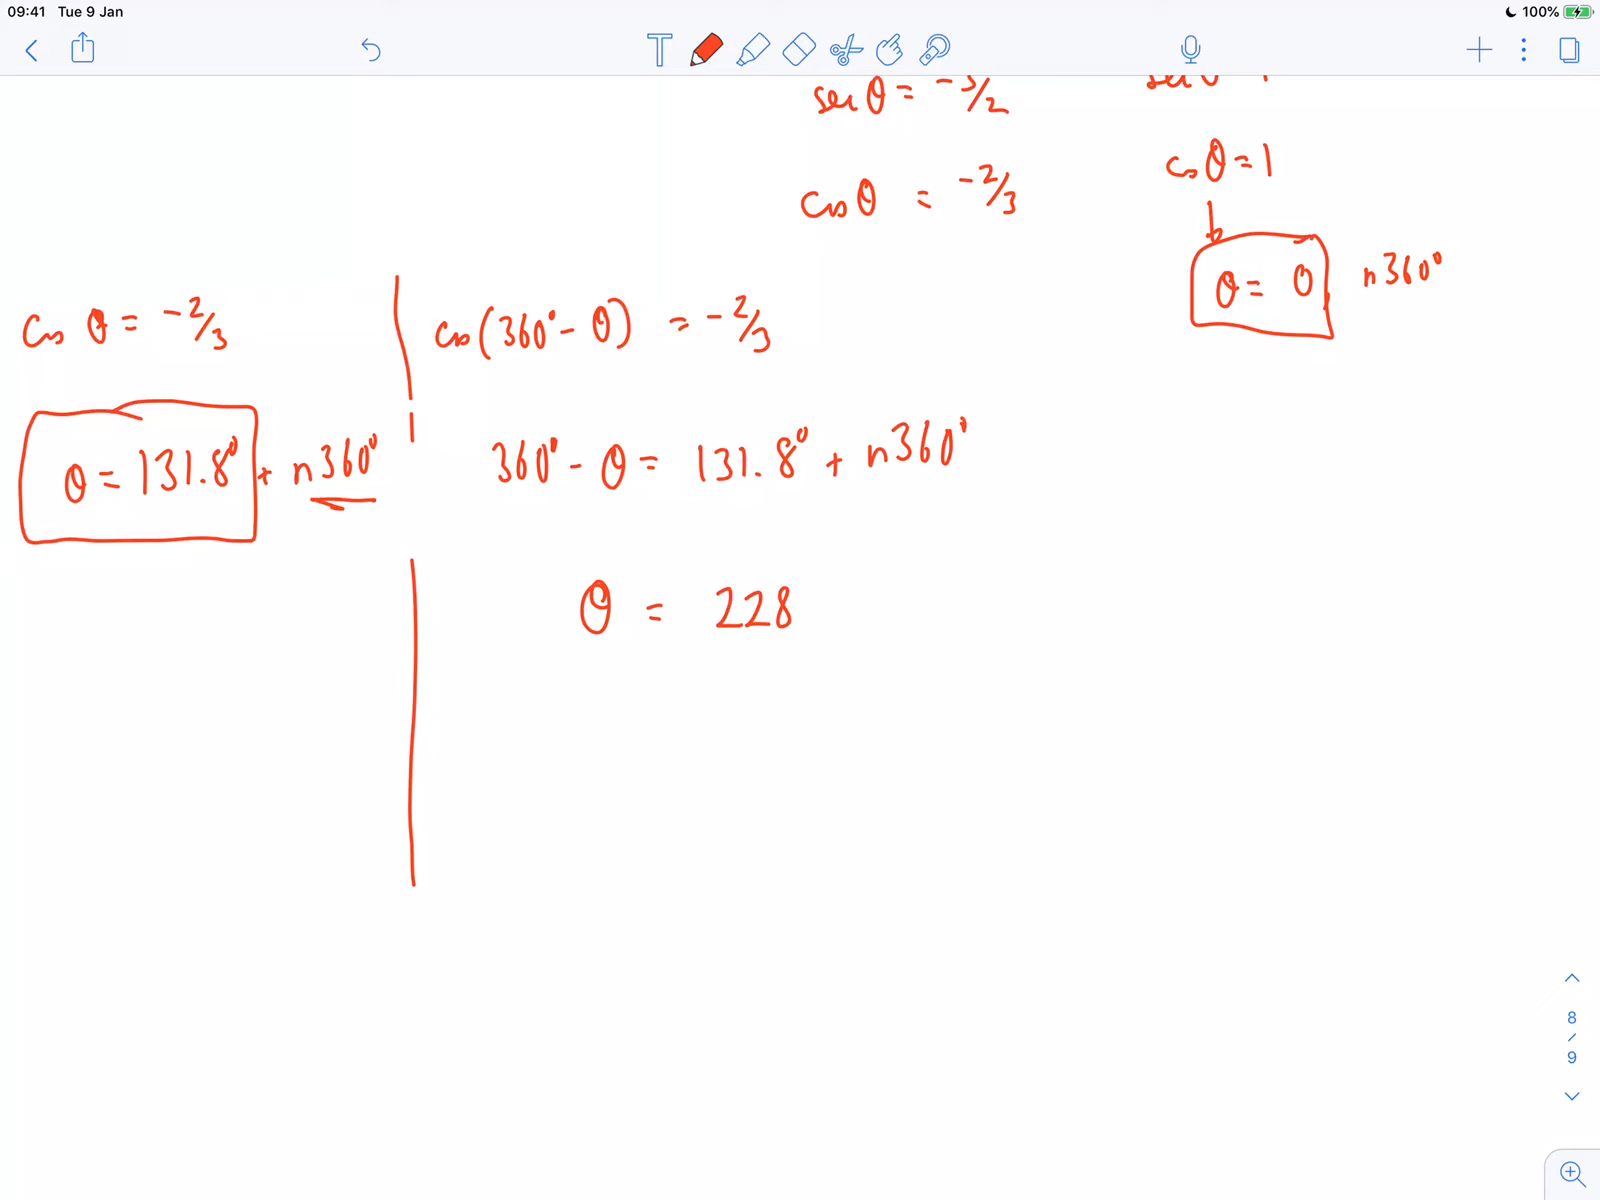 09:41 Tue 9 Jan
100%
T
sec θ = -3/2
cos θ = 1
cos θ = -2/3
θ = 0 n360°
cos θ = -2/3
cos(360° - θ) = -2/3
θ = 131.8° + n360°
360° - θ = 131.8° + n360°
θ = 228
8
/
9